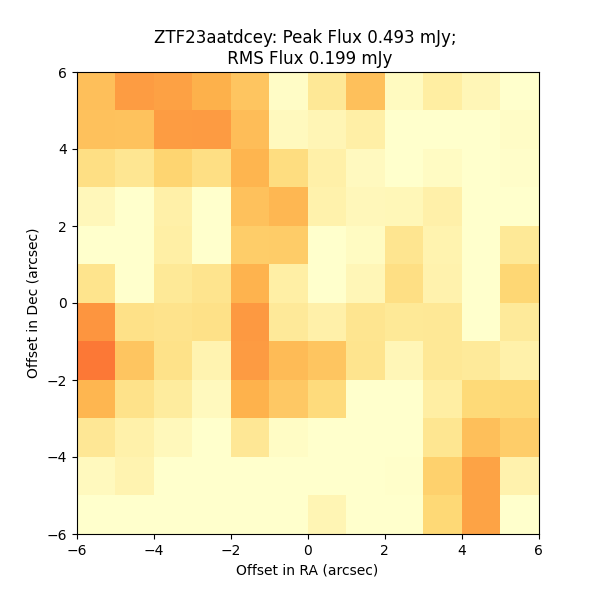 ZTF23aatdcey: Peak Flux 0.493 mJy;
RMS Flux 0.199 mJy
6
4
2
0
−2
−4
−6
Offset in Dec (arcsec)
−6 −4 −2 0 2 4 6
Offset in RA (arcsec)